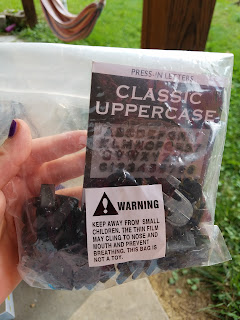 PRESS-IN LETTERS
CLASSIC
UPPERCASE
WARNING
KEEP AWAY FROM SMALL
CHILDREN. THE THIN FILM
MAY CLING TO NOSE AND
MOUTH AND PREVENT
BREATHING. THIS BAG IS
NOT A TOY.